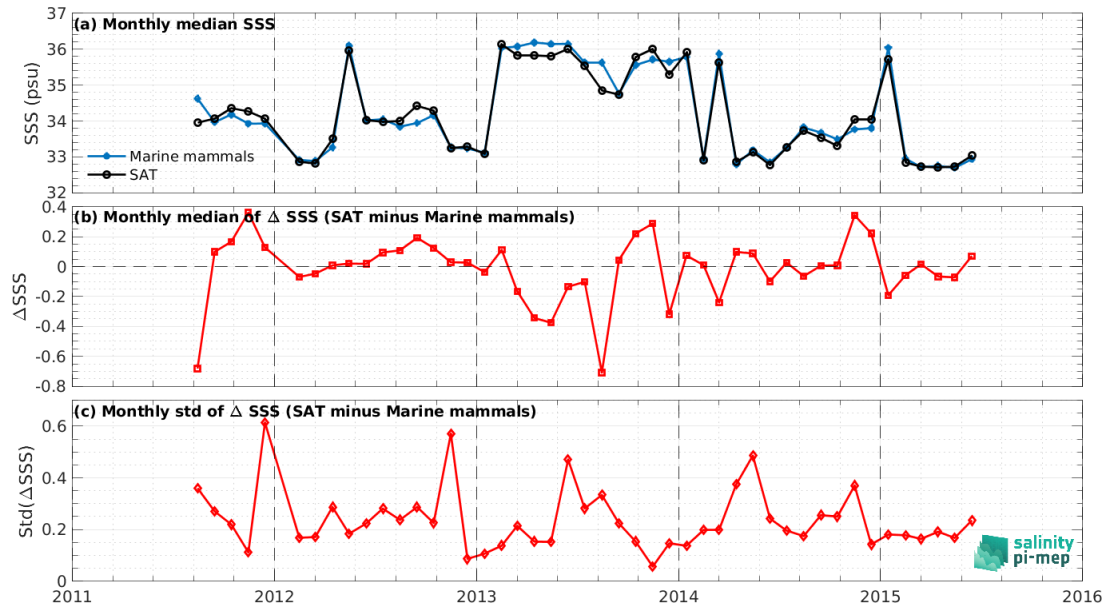 (a) Monthly median SSS
37
36
35
34
33
32
SSS (psu)
Marine mammals
SAT
(b) Monthly median of Δ SSS (SAT minus Marine mammals)
0.4
0.2
0
-0.2
-0.4
-0.6
-0.8
ΔSSS
(c) Monthly std of Δ SSS (SAT minus Marine mammals)
0.6
0.4
0.2
0
Std(ΔSSS)
2011 2012 2013 2014 2015 2016
salinity
pi-mep